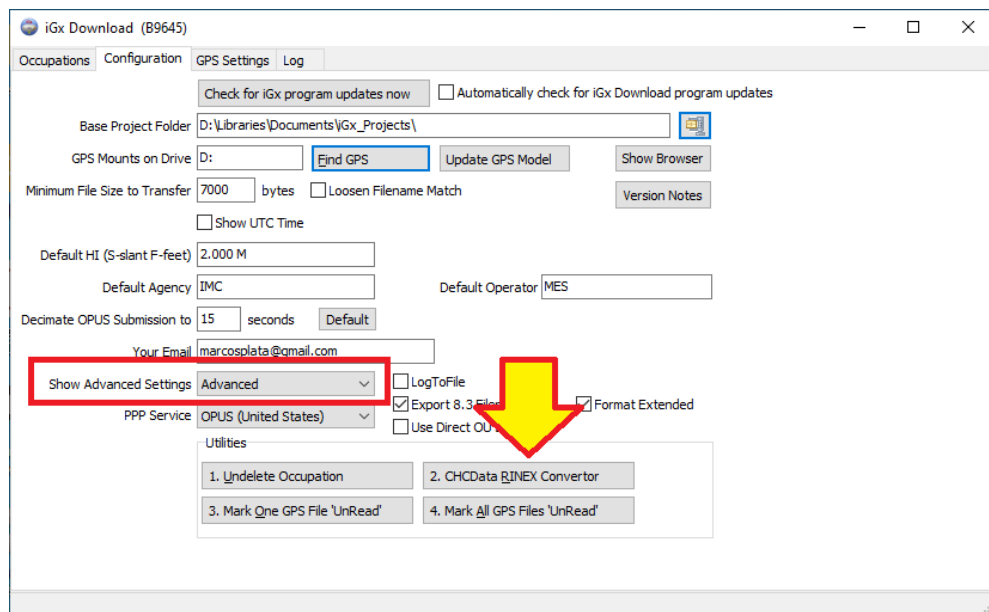 iGx Download (B9645)
Occupations Configuration GPS Settings Log
Check for iGx program updates now Automatically check for iGx Download program updates
Base Project Folder D:\Libraries\Documents\iGx_Projects\
GPS Mounts on Drive D: Find GPS Update GPS Model Show Browser
Minimum File Size to Transfer 7000 bytes Loosen Filename Match Version Notes
Show UTC Time
Default HI (S-slant F-feet) 2.000 M
Default Agency IMC Default Operator MES
Decimate OPUS Submission to 15 seconds Default
Your Email marcosplata@gmail.com
Show Advanced Settings Advanced LogToFile
Export 8.3 Format Extended
PPP Service OPUS (United States)
Use Direct
Utilities
1. Undelete Occupation 2. CHCData RINEX Convertor
3. Mark One GPS File 'UnRead' 4. Mark All GPS Files 'UnRead'